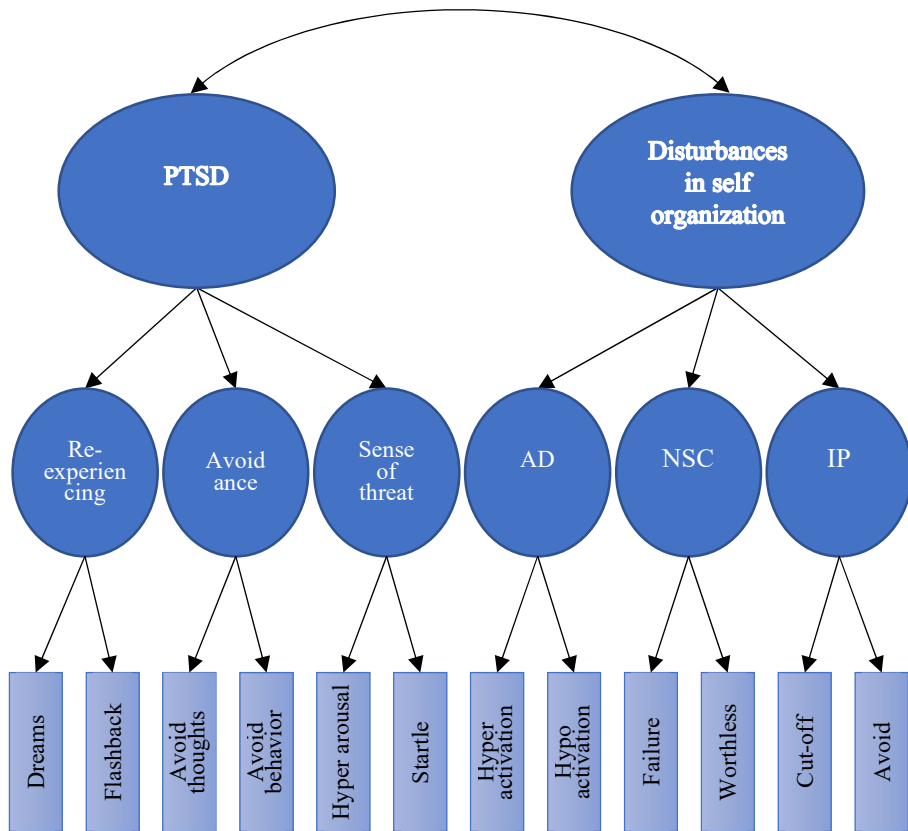 PTSD
Disturbances
in self
organization
Re-
experien
cing
Avoid
ance
Sense
of
threat
AD
NSC
IP
Dreams
Flashback
Avoid
thoughts
Avoid
behavior
Hyper arousal
Startle
Hyper
activation
Hypo
activation
Failure
Worthless
Cut-off
Avoid